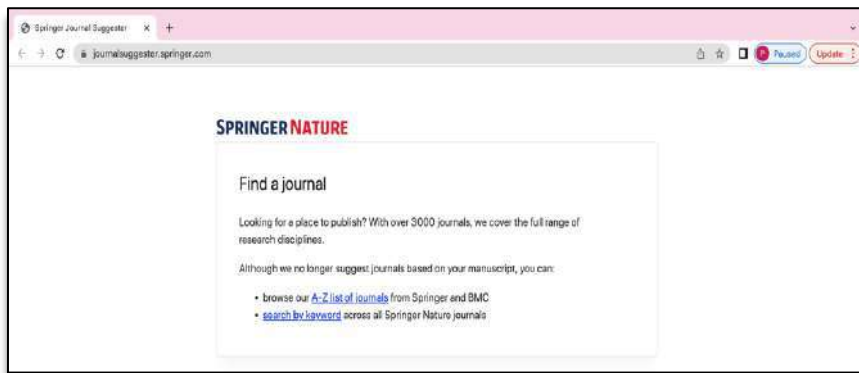 Springer Journal Suggester
journalsuggester.springer.com
P Paused
Update
SPRINGER NATURE
Find a journal
Looking for a place to publish? With over 3000 journals, we cover the full range of
research disciplines.
Although we no longer suggest journals based on your manuscript, you can:
• browse our A-Z list of journals from Springer and BMC
• search by keyword across all Springer Nature journals